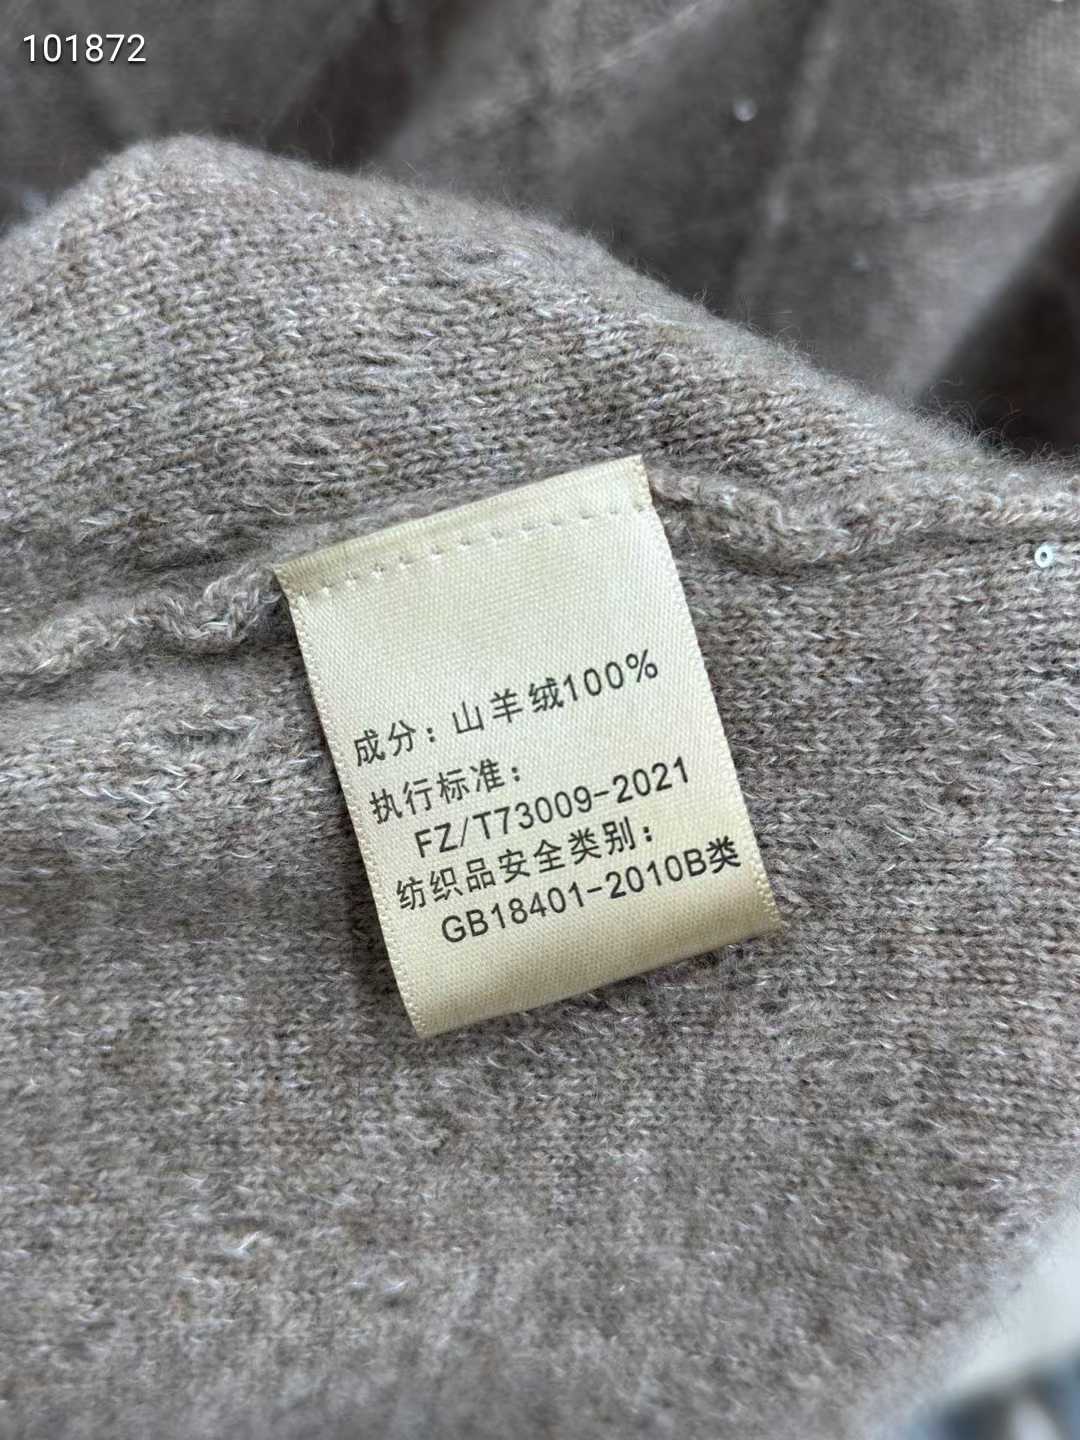 101872
成分：山羊绒100%
执行标准：
FZ/T73009-2021
纺织品安全类别：
GB18401-2010B类